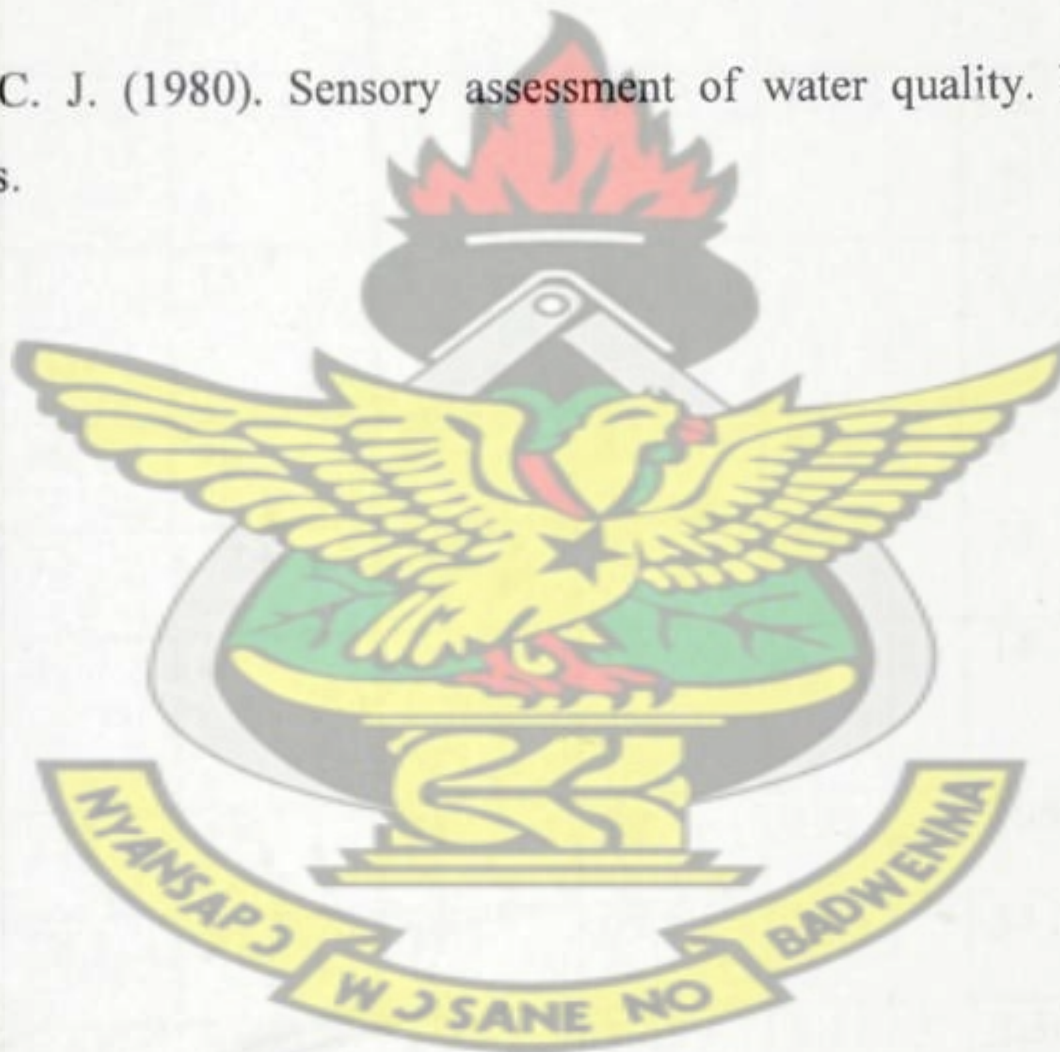 C. J. (1980). Sensory assessment of water quality.
s.
NYANSAPƆ
WƆSANE NO
BADWENMA